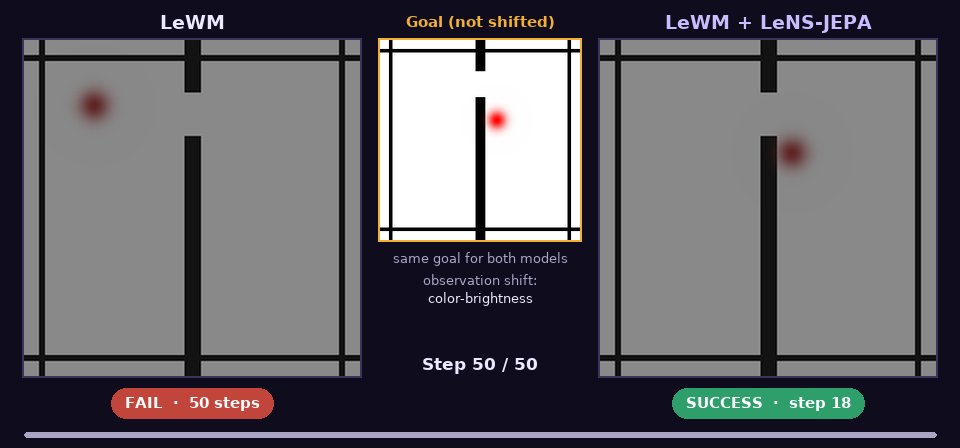 LeWM
Goal (not shifted)
LeWM + LeNS-JEPA
same goal for both models
observation shift:
color-brightness
Step 50 / 50
FAIL · 50 steps
SUCCESS · step 18